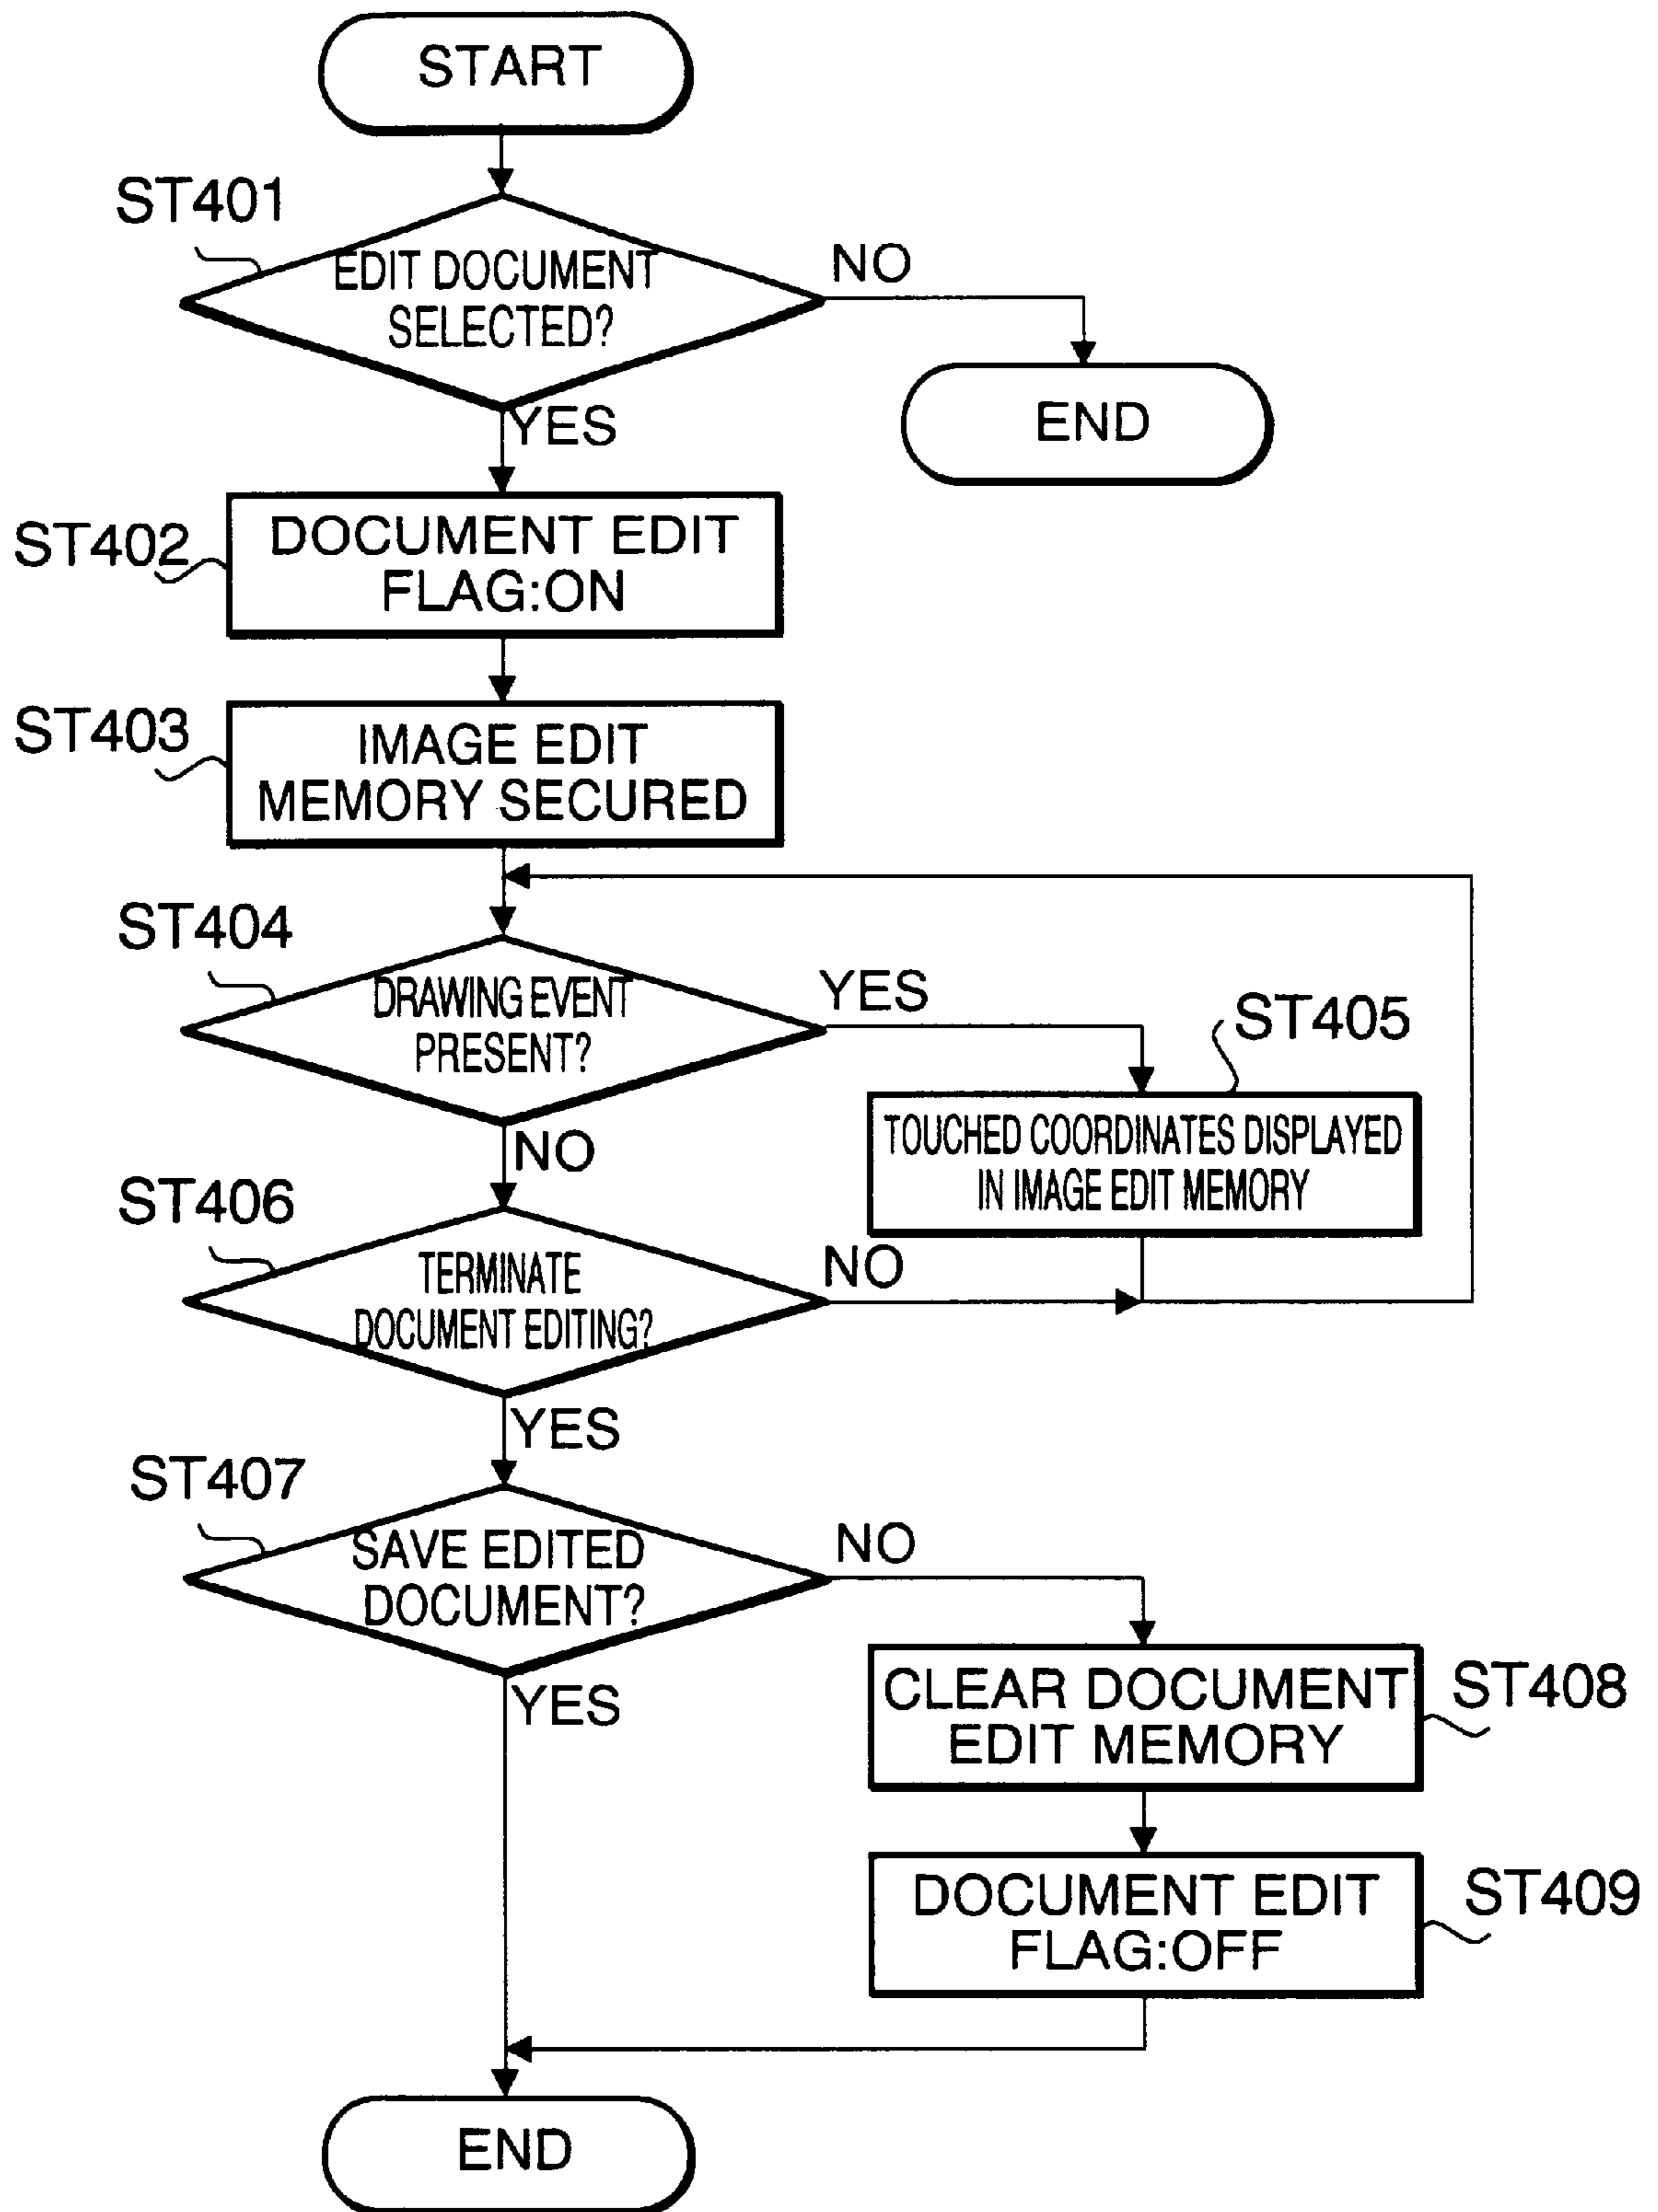 START
ST401
EDIT DOCUMENT
SELECTED?
NO
END
YES
ST402
DOCUMENT EDIT
FLAG:ON
ST403
IMAGE EDIT
MEMORY SECURED
ST404
DRAWING EVENT
PRESENT?
YES
ST405
TOUCHED COORDINATES DISPLAYED
IN IMAGE EDIT MEMORY
NO
ST406
TERMINATE
DOCUMENT EDITING?
NO
YES
ST407
SAVE EDITED
DOCUMENT?
NO
YES
CLEAR DOCUMENT
EDIT MEMORY
ST408
DOCUMENT EDIT
FLAG:OFF
ST409
END